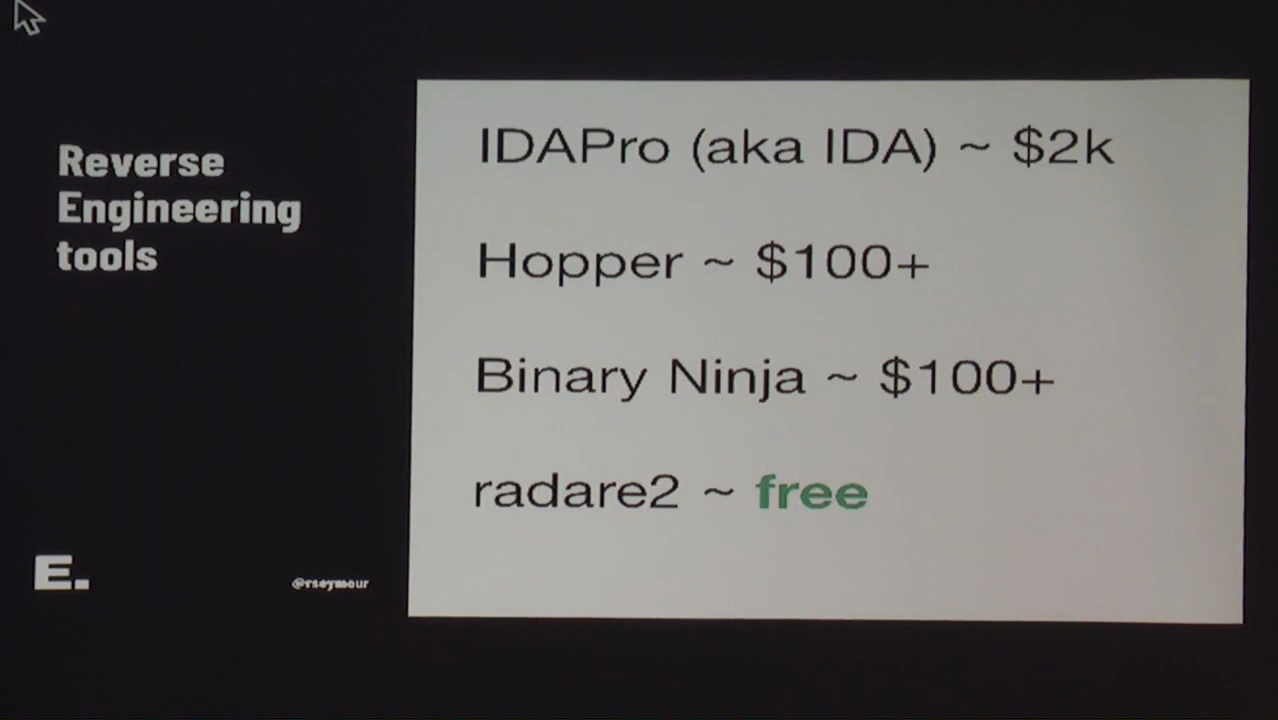 Reverse
Engineering
tools
IDAPro (aka IDA) ~ $2k
Hopper ~ $100+
Binary Ninja ~ $100+
radare2 ~ free
E.
@rseymour